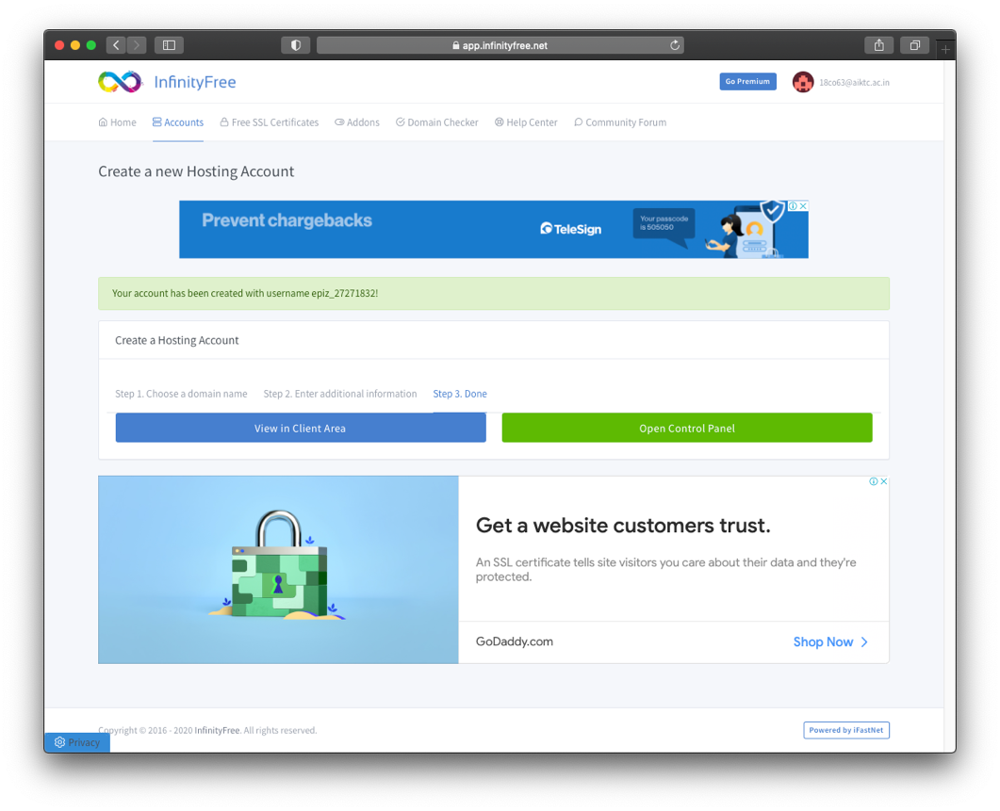 app.infinityfree.net
InfinityFree
Go Premium
18co63@aiktc.ac.in
Home
Accounts
Free SSL Certificates
Addons
Domain Checker
Help Center
Community Forum
Create a new Hosting Account
Prevent chargebacks
TeleSign
Your passcode
is 505050
Your account has been created with username epiz_27271832!
Create a Hosting Account
Step 1. Choose a domain name
Step 2. Enter additional information
Step 3. Done
View in Client Area
Open Control Panel
Get a website customers trust.
An SSL certificate tells site visitors you care about their data and they're
protected.
GoDaddy.com
Shop Now
Copyright © 2016 - 2020 InfinityFree. All rights reserved.
Powered by iFastNet
Privacy